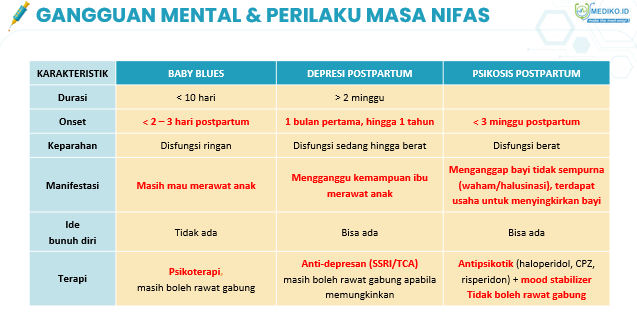 GANGGUAN MENTAL & PERILAKU MASA NIFAS
MEDIKO.ID
KARAKTERISTIK BABY BLUES DEPRESI POSTPARTUM PSIKOSIS POSTPARTUM
Durasi < 10 hari > 2 minggu
Onset < 2 – 3 hari postpartum 1 bulan pertama, hingga 1 tahun < 3 minggu postpartum
Keparahan Disfungsi ringan Disfungsi sedang hingga berat Disfungsi berat
Manifestasi
Masih mau merawat anak
Mengganggu kemampuan ibu
merawat anak
Menganggap bayi tidak sempurna
(waham/halusinasi), terdapat
usaha untuk menyingkirkan bayi
Ide
bunuh diri
Tidak ada
Bisa ada
Bisa ada
Terapi
Psikoterapi,
masih boleh rawat gabung
Anti-depresan (SSRI/TCA)
masih boleh rawat gabung apabila
memungkinkan
Antipsikotik (haloperidol, CPZ,
risperidon) + mood stabilizer
Tidak boleh rawat gabung